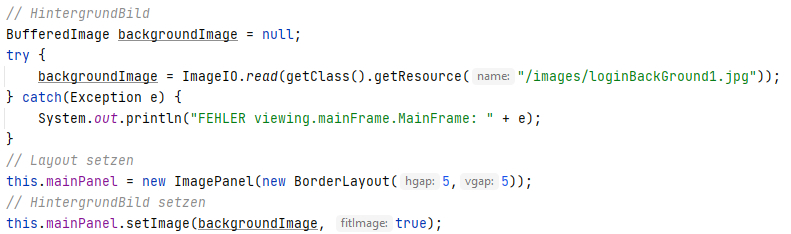 // HintergrundBild
BufferedImage backgroundImage = null;
try {
backgroundImage = ImageIO.read(getClass().getResource( name: "/images/loginBackGround1.jpg"));
} catch(Exception e) {
System.out.println("FEHLER viewing.mainFrame.MainFrame: " + e);
}
// Layout setzen
this.mainPanel = new ImagePanel(new BorderLayout( hgap: 5, vgap: 5));
// HintergrundBild setzen
this.mainPanel.setImage(backgroundImage, fitImage: true);